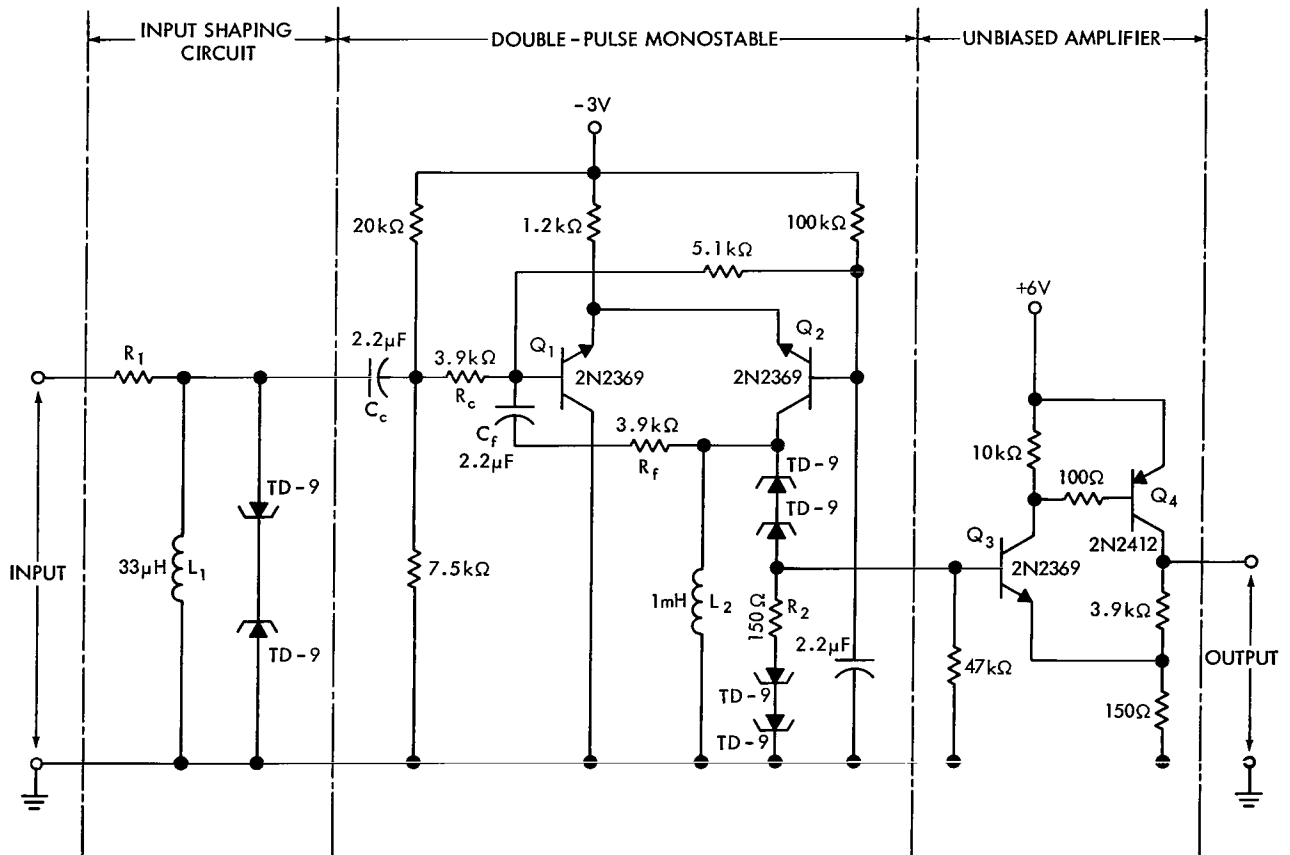 INPUT SHAPING
CIRCUIT
DOUBLE-PULSE MONOSTABLE
UNBIASED AMPLIFIER
-3V
20kΩ
1.2kΩ
100kΩ
5.1kΩ
+6V
R1
2.2μF
Cc
3.9kΩ
Rc
Q1
2N2369
Q2
2N2369
Cf
2.2μF
3.9kΩ
Rf
TD-9
TD-9
10kΩ
100Ω
Q4
2N2412
Q3
2N2369
TD-9
INPUT
33μH
L1
TD-9
7.5kΩ
1mH
L2
150Ω
R2
2.2μF
TD-9
TD-9
47kΩ
3.9kΩ
OUTPUT
150Ω